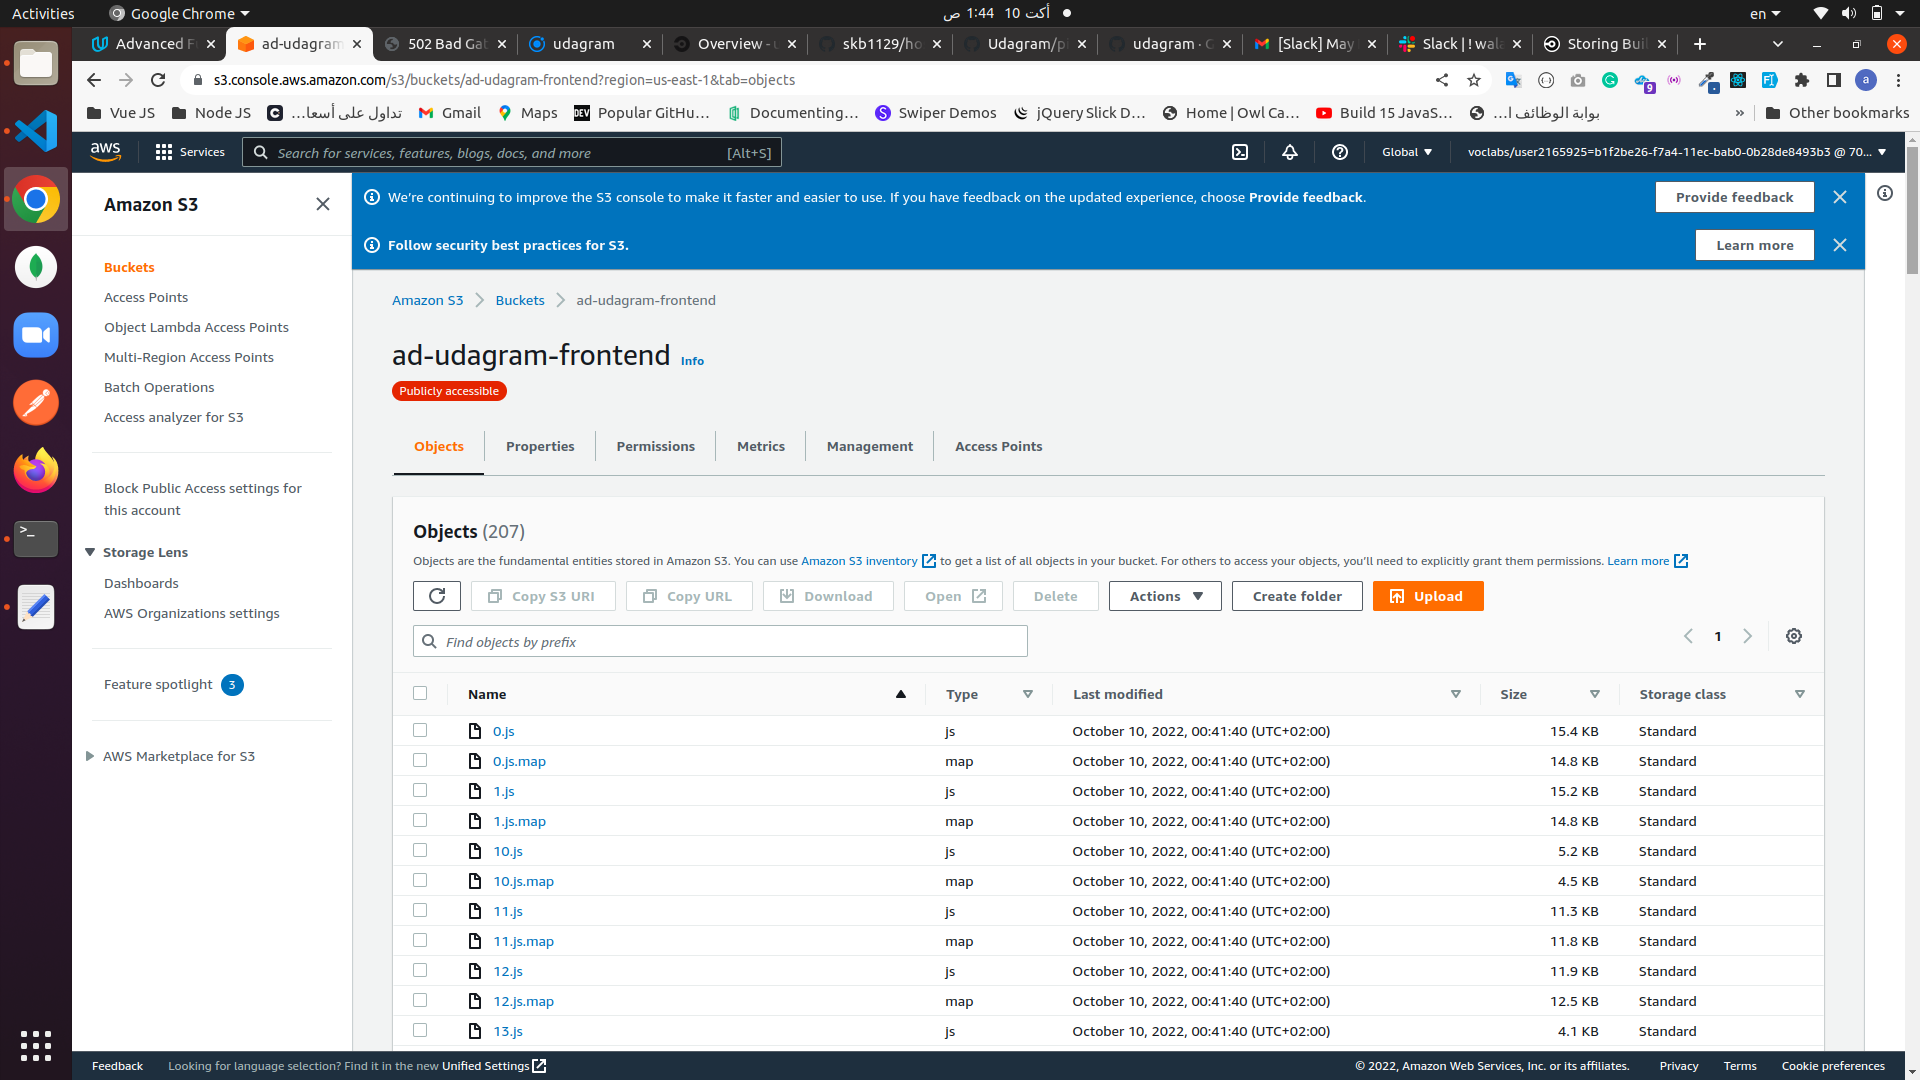 Activities
Google Chrome
1:44 ص
أكت 10
en
Advanced F
ad-udagram
502 Bad Gat
udagram
Overview - u
skb1129/ho
Udagram/pi
udagram · G
[Slack] May
Slack | ! wala
Storing Buil
s3.console.aws.amazon.com/s3/buckets/ad-udagram-frontend?region=us-east-1&tab=objects
9
a
Vue JS
Node JS
تداول على أسعا...
Gmail
Maps
DEV
Popular GitHu...
Documenting...
Swiper Demos
jQuery Slick D...
Home | Owl Ca...
Build 15 JavaS...
بوابة الوظائف ا...
»
Other bookmarks
aws
Services
Search for services, features, blogs, docs, and more
[Alt+S]
Global
voclabs/user2165925=b1f2be26-f7a4-11ec-bab0-0b28de8493b3 @ 70...
Amazon S3
Buckets
Access Points
Object Lambda Access Points
Multi-Region Access Points
Batch Operations
Access analyzer for S3
Block Public Access settings for
this account
Storage Lens
Dashboards
AWS Organizations settings
Feature spotlight 3
AWS Marketplace for S3
We're continuing to improve the S3 console to make it faster and easier to use. If you have feedback on the updated experience, choose Provide feedback.
Provide feedback
Follow security best practices for S3.
Learn more
Amazon S3
Buckets
ad-udagram-frontend
ad-udagram-frontend Info
Publicly accessible
Objects
Properties
Permissions
Metrics
Management
Access Points
Objects (207)
Objects are the fundamental entities stored in Amazon S3. You can use Amazon S3 inventory to get a list of all objects in your bucket. For others to access your objects, you'll need to explicitly grant them permissions. Learn more
Copy S3 URI
Copy URL
Download
Open
Delete
Actions
Create folder
Upload
Find objects by prefix
1
Name Type Last modified Size Storage class
0.js js October 10, 2022, 00:41:40 (UTC+02:00) 15.4 KB Standard
0.js.map map October 10, 2022, 00:41:40 (UTC+02:00) 14.8 KB Standard
1.js js October 10, 2022, 00:41:40 (UTC+02:00) 15.2 KB Standard
1.js.map map October 10, 2022, 00:41:40 (UTC+02:00) 14.8 KB Standard
10.js js October 10, 2022, 00:41:40 (UTC+02:00) 5.2 KB Standard
10.js.map map October 10, 2022, 00:41:40 (UTC+02:00) 4.5 KB Standard
11.js js October 10, 2022, 00:41:40 (UTC+02:00) 11.3 KB Standard
11.js.map map October 10, 2022, 00:41:40 (UTC+02:00) 11.8 KB Standard
12.js js October 10, 2022, 00:41:40 (UTC+02:00) 11.9 KB Standard
12.js.map map October 10, 2022, 00:41:40 (UTC+02:00) 12.5 KB Standard
13.js js October 10, 2022, 00:41:40 (UTC+02:00) 4.1 KB Standard
Feedback
Looking for language selection? Find it in the new Unified Settings
© 2022, Amazon Web Services, Inc. or its affiliates.
Privacy
Terms
Cookie preferences